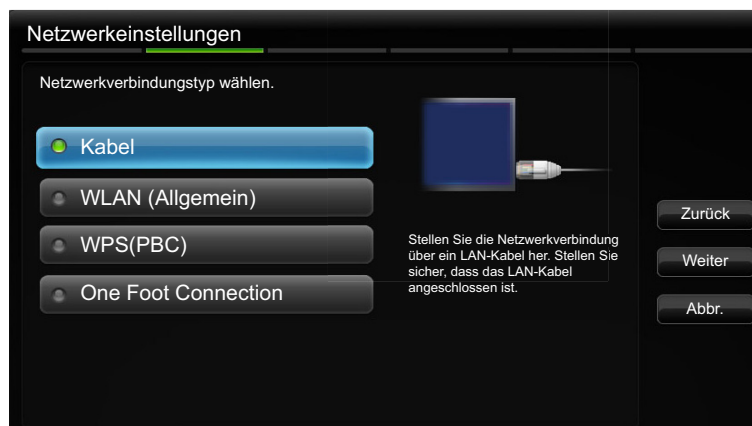 Netzwerkeinstellungen
Netzwerkverbindungstyp wählen.
Kabel
WLAN (Allgemein)
WPS(PBC)
One Foot Connection
Stellen Sie die Netzwerkverbindung
über ein LAN-Kabel her. Stellen Sie
sicher, dass das LAN-Kabel
angeschlossen ist.
Zurück
Weiter
Abbr.